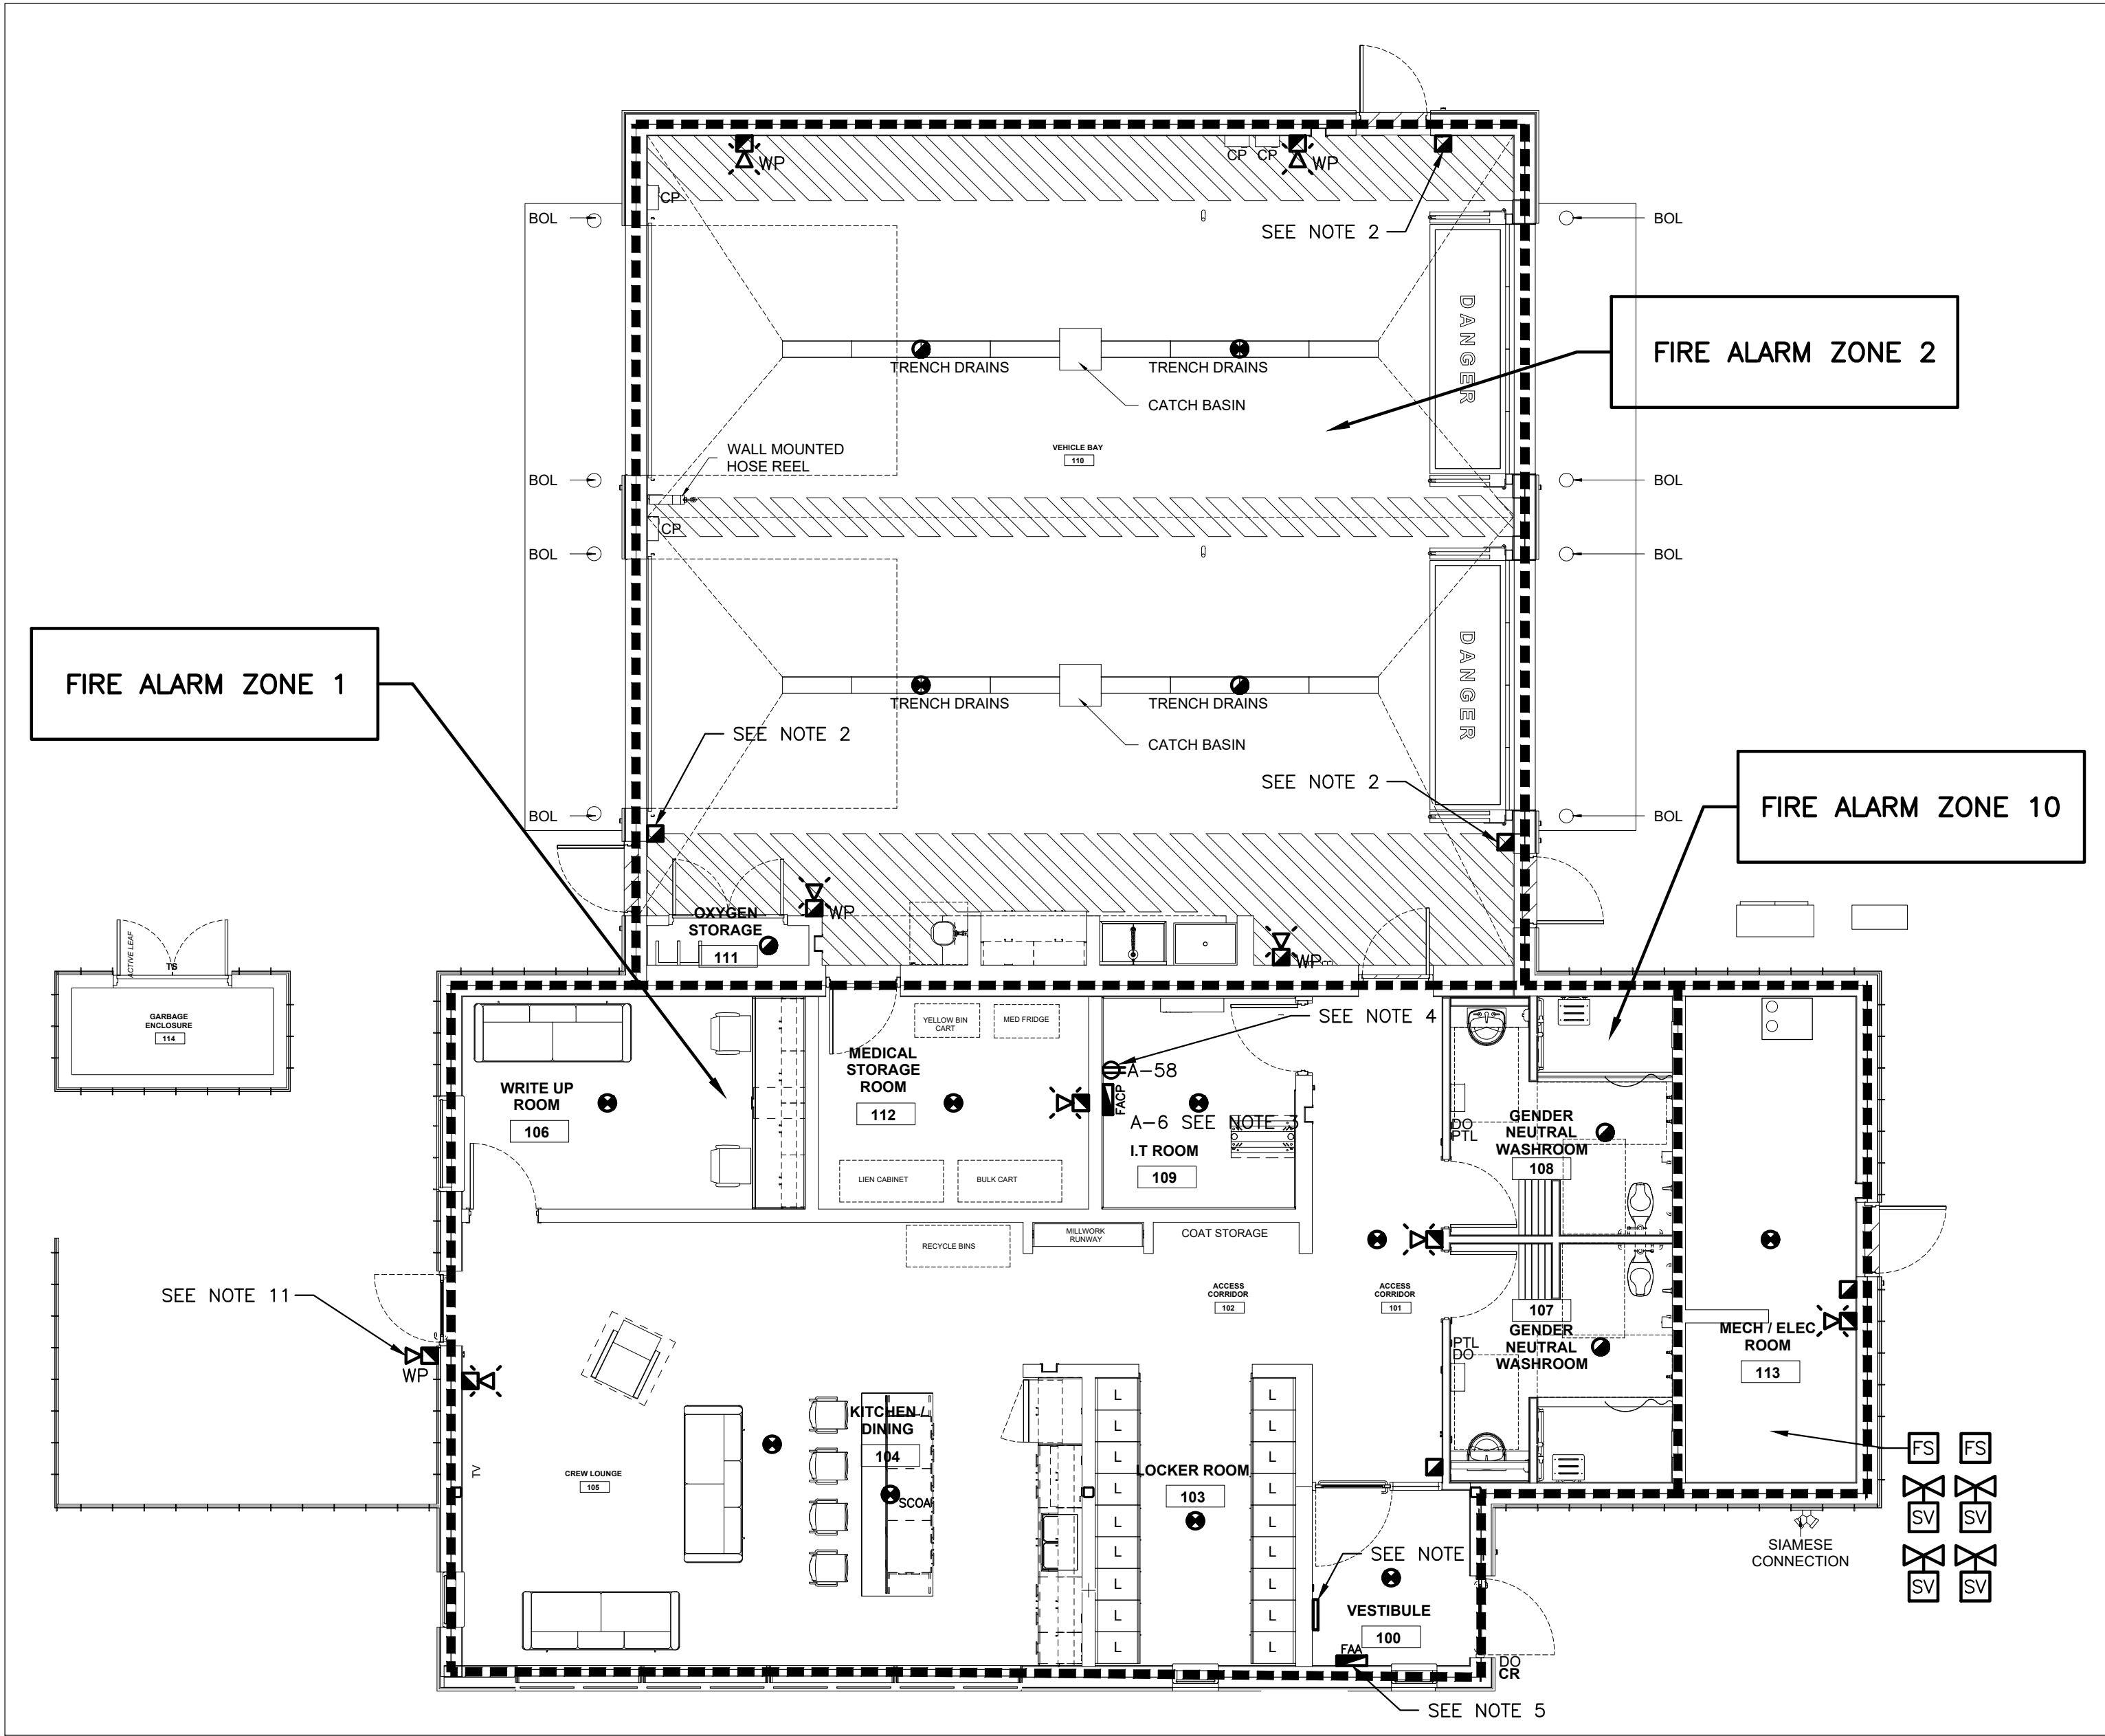 WP
CP CP
WP
CP
BOL
SEE NOTE 2
BOL
DANGER
FIRE ALARM ZONE 2
TRENCH DRAINS
TRENCH DRAINS
CATCH BASIN
WALL MOUNTED
HOSE REEL
VEHICLE BAY
110
BOL
BOL
CP
BOL
BOL
DANGER
FIRE ALARM ZONE 1
TRENCH DRAINS
TRENCH DRAINS
SEE NOTE 2
CATCH BASIN
SEE NOTE 2
FIRE ALARM ZONE 10
BOL
BOL
OXYGEN
STORAGE
111
WP
WP
ACTIVE LEAF
TS
GARBAGE
ENCLOSURE
114
YELLOW BIN
CART
MED FRIDGE
SEE NOTE 4
MEDICAL
STORAGE
ROOM
112
A-58
FACP
A-6 SEE NOTE 3
WRITE UP
ROOM
106
I.T ROOM
109
LIEN CABINET
BULK CART
DO
PTL
GENDER
NEUTRAL
WASHROOM
108
RECYCLE BINS
MILLWORK
RUNWAY
COAT STORAGE
ACCESS
CORRIDOR
102
ACCESS
CORRIDOR
101
SEE NOTE 11
WP
107
GENDER
NEUTRAL
WASHROOM
PTL
DO
MECH / ELEC
ROOM
113
KITCHEN /
DINING
104
SCOA
TV
CREW LOUNGE
105
L
L
L
L
L
L
L
L
L
LOCKER ROOM
103
L
L
L
L
L
L
L
L
L
FS FS
SV SV
SV SV
SIAMESE
CONNECTION
SEE NOTE
VESTIBULE
100
FAA
DO
CR
SEE NOTE 5